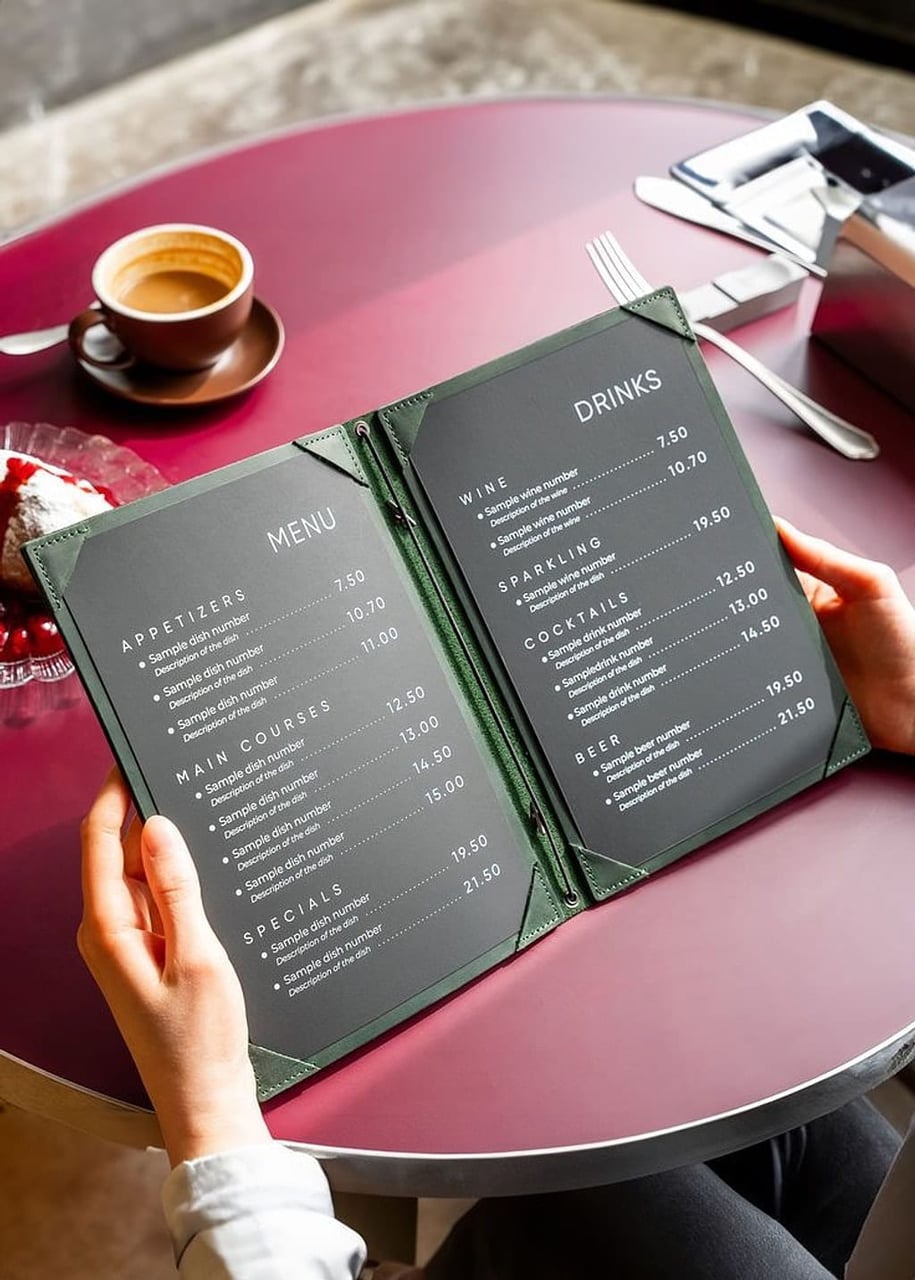 MENU
APPETIZERS
• Sample dish number 7.50
Description of the dish
• Sample dish number 10.70
Description of the dish
• Sample dish number 11.00
Description of the dish
MAIN COURSES
• Sample dish number 12.50
Description of the dish
• Sample dish number 13.00
Description of the dish
• Sample dish number 14.50
Description of the dish
• Sample dish number 15.00
Description of the dish
SPECIALS
• Sample dish number 19.50
Description of the dish
• Sample dish number 21.50
Description of the dish
DRINKS
WINE
• Sample wine number 7.50
Description of the wine
• Sample wine number 10.70
Description of the wine
SPARKLING
• Sample wine number 19.50
Description of the dish
COCKTAILS
• Sample drink number 12.50
Description of the dish
• Sampledrink number 13.00
Description of the dish
• Sample drink number 14.50
Description of the dish
BEER
• Sample beer number 19.50
Description of the dish
• Sample beer number 21.50
Description of the dish